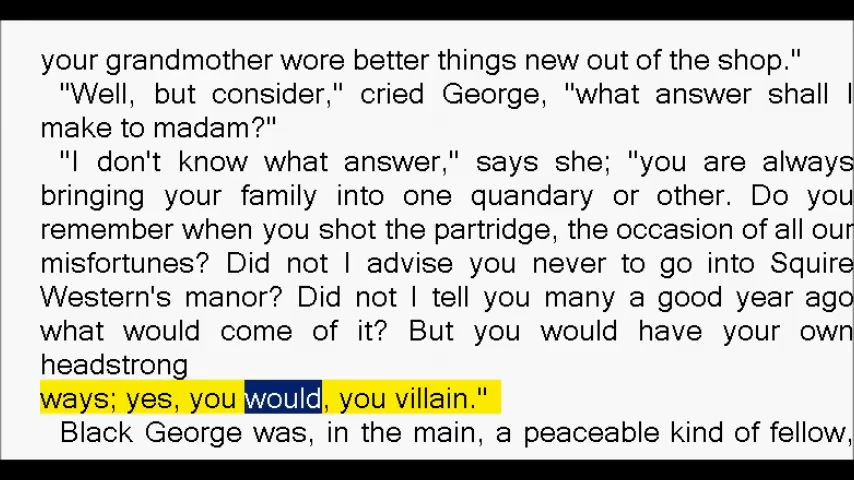 your grandmother wore better things new out of the shop."
"Well, but consider," cried George, "what answer shall I
make to madam?"
"I don't know what answer," says she; "you are always
bringing your family into one quandary or other. Do you
remember when you shot the partridge, the occasion of all our
misfortunes? Did not I advise you never to go into Squire
Western's manor? Did not I tell you many a good year ago
what would come of it? But you would have your own
headstrong
ways; yes, you would, you villain."
Black George was, in the main, a peaceable kind of fellow,